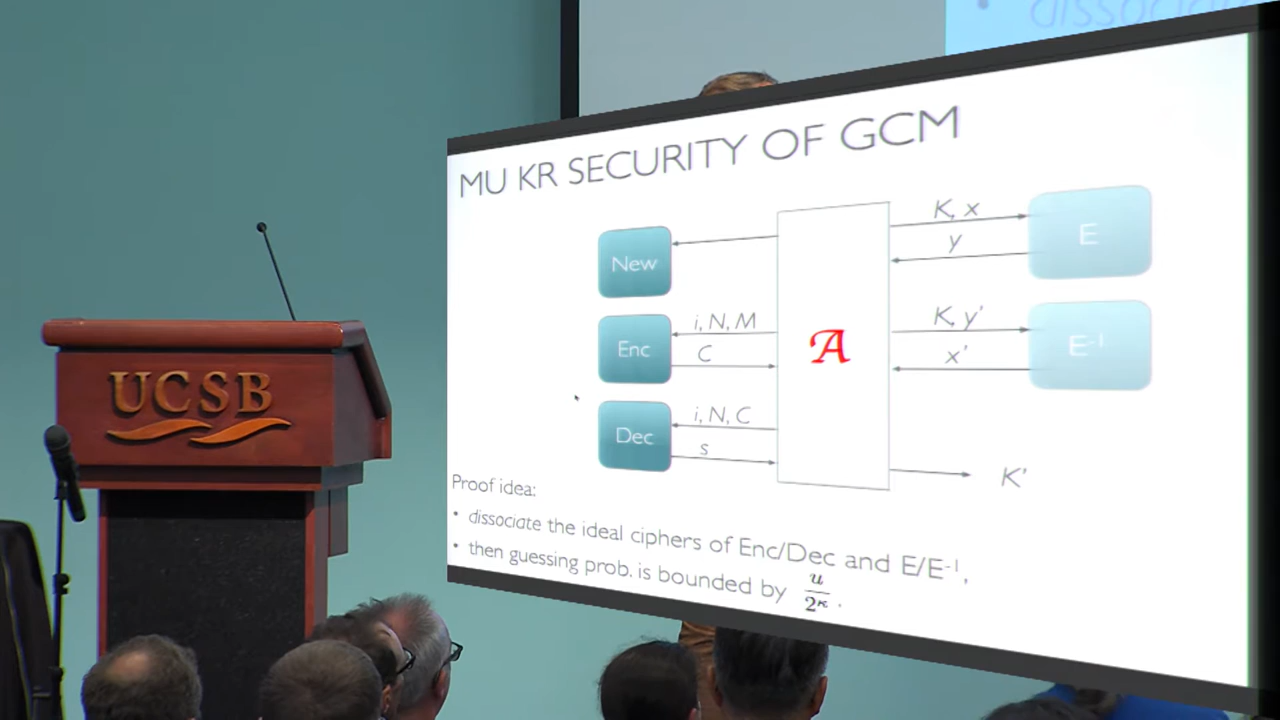 dissocia
MU KR SECURITY OF GCM
K, x
E
y
New
i, N, M
K, y'
Enc
E⁻¹
C
x'
A
i, N, C
Dec
s
K'
Proof idea:
• dissociate the ideal ciphers of Enc/Dec and E/E⁻¹,
• then guessing prob. is bounded by u/2^κ.
UCSB